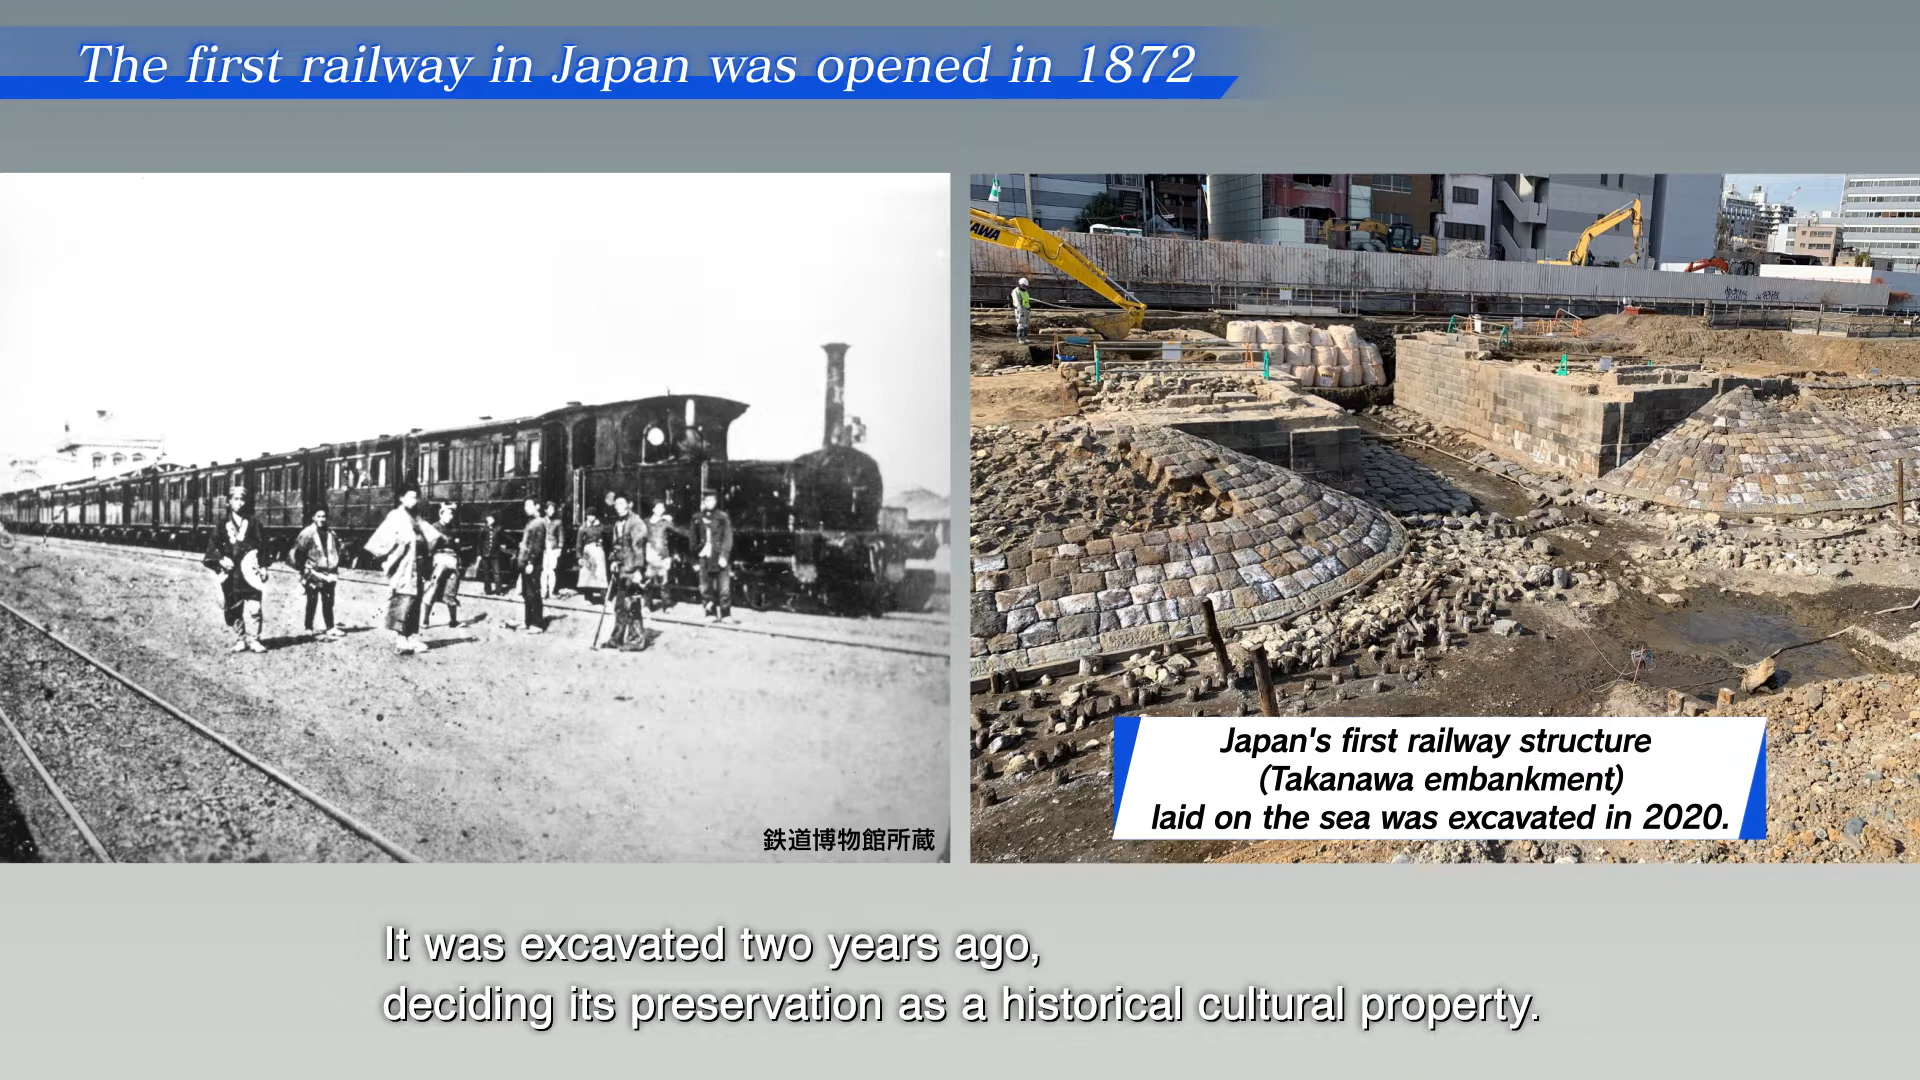 The first railway in Japan was opened in 1872
AWA
鉄道博物館所蔵
Japan's first railway structure
(Takanawa embankment)
laid on the sea was excavated in 2020.
It was excavated two years ago,
deciding its preservation as a historical cultural property.